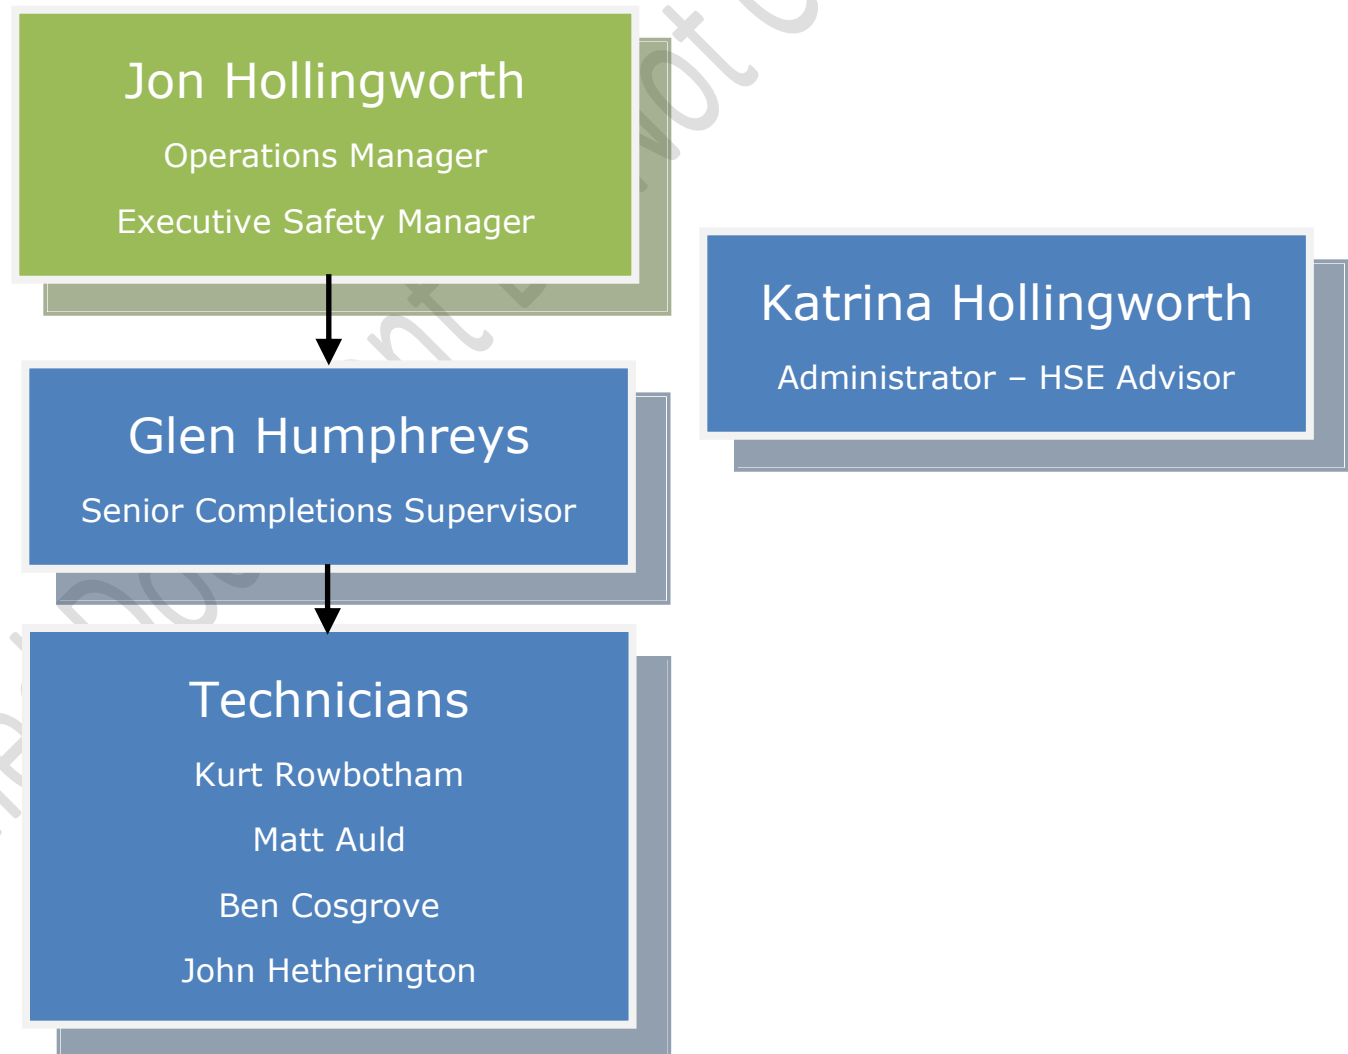 Jon Hollingworth
Operations Manager
Executive Safety Manager
Katrina Hollingworth
Administrator – HSE Advisor
Glen Humphreys
Senior Completions Supervisor
Technicians
Kurt Rowbotham
Matt Auld
Ben Cosgrove
John Hetherington